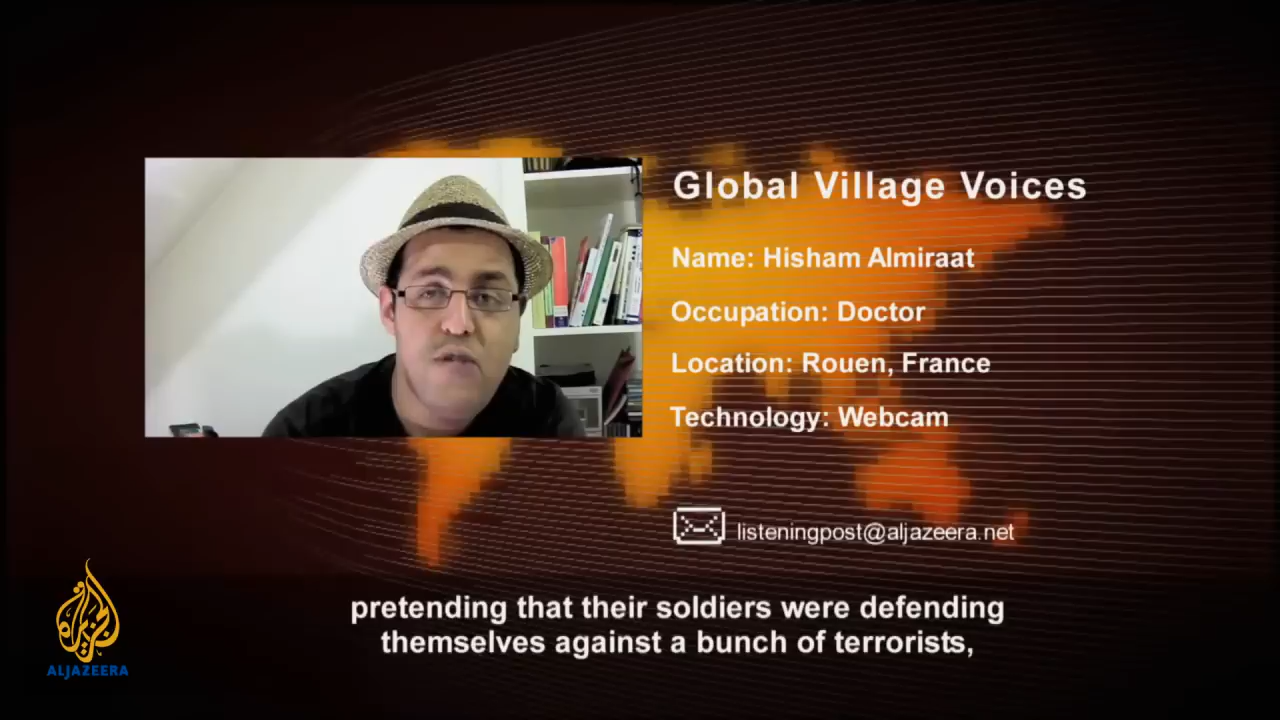 Global Village Voices
Name: Hisham Almiraat
Occupation: Doctor
Location: Rouen, France
Technology: Webcam
listeningpost@aljazeera.net
pretending that their soldiers were defending
themselves against a bunch of terrorists,
الجزيرة
ALJAZEERA